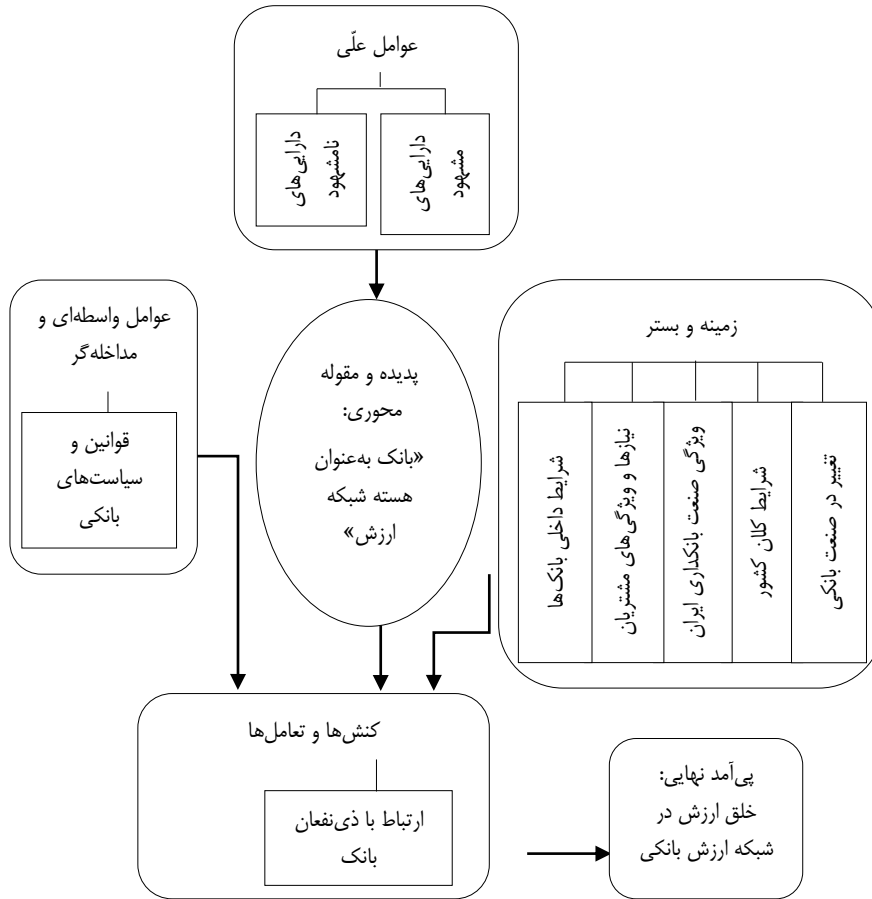 عوامل علّی
دارایی‌های
مشهود
دارایی‌های
نامشهود
زمینه و بستر
تغییر در صنعت بانکی
شرایط کلان کشور
ویژگی صنعت بانکداری ایران
نیازها و ویژگی‌های مشتریان
شرایط داخلی بانک‌ها
پدیده و مقوله
محوری:
«بانک به‌عنوان
هسته شبکه
ارزش»
عوامل واسطه‌ای و
مداخله‌گر
قوانین و
سیاست‌های
بانکی
کنش‌ها و تعامل‌ها
ارتباط با ذی‌نفعان
بانک
پی‌آمد نهایی:
خلق ارزش در
شبکه ارزش بانکی